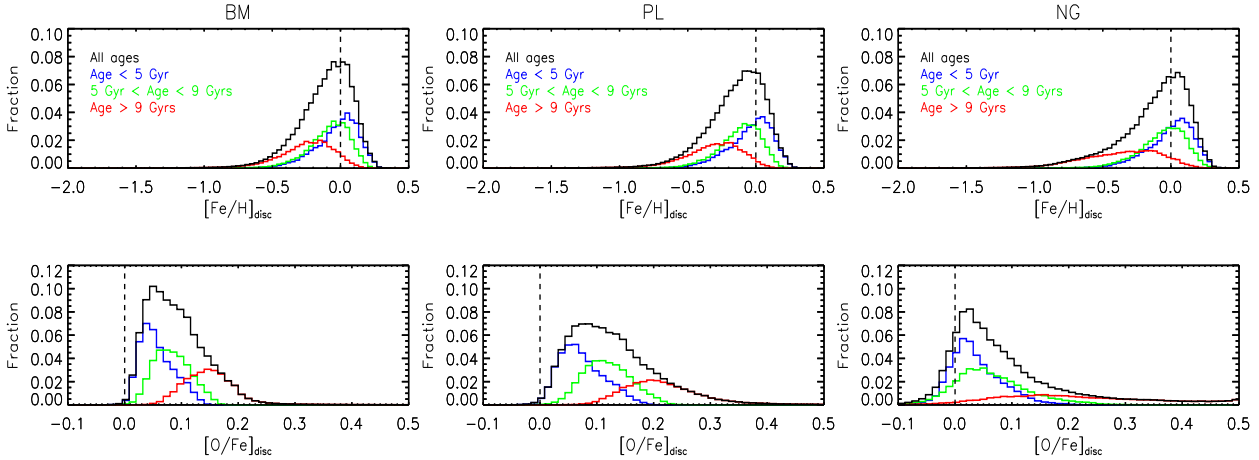 BM PL NG
0.10 0.10 0.10
All ages All ages All ages
0.08 0.08 0.08
Age < 5 Gyr Age < 5 Gyr Age < 5 Gyr
5 Gyr < Age < 9 Gyrs 5 Gyr < Age < 9 Gyrs 5 Gyr < Age < 9 Gyrs
0.06 0.06 0.06
Age > 9 Gyrs Age > 9 Gyrs Age > 9 Gyrs
Fraction Fraction Fraction
0.04 0.04 0.04
0.02 0.02 0.02
0.00 0.00 0.00
-2.0 -1.5 -1.0 -0.5 0.0 0.5 -2.0 -1.5 -1.0 -0.5 0.0 0.5 -2.0 -1.5 -1.0 -0.5 0.0 0.5
[Fe/H]disc [Fe/H]disc [Fe/H]disc
0.12 0.12 0.12
0.10 0.10 0.10
0.08 0.08 0.08
Fraction Fraction Fraction
0.06 0.06 0.06
0.04 0.04 0.04
0.02 0.02 0.02
0.00 0.00 0.00
-0.1 0.0 0.1 0.2 0.3 0.4 0.5 -0.1 0.0 0.1 0.2 0.3 0.4 0.5 -0.1 0.0 0.1 0.2 0.3 0.4 0.5
[O/Fe]disc [O/Fe]disc [O/Fe]disc